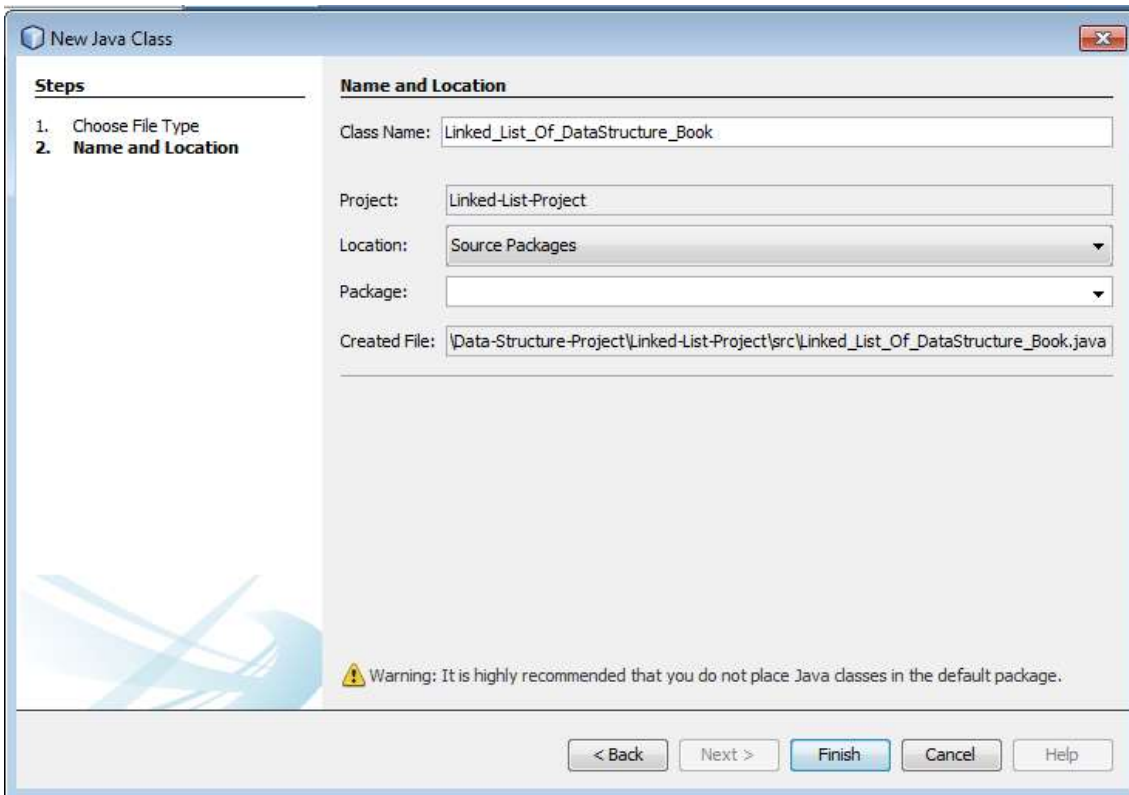 New Java Class
Steps
1. Choose File Type
2. Name and Location
Name and Location
Class Name: Linked_List_Of_DataStructure_Book
Project: Linked-List-Project
Location: Source Packages
Package:
Created File: \Data-Structure-Project\Linked-List-Project\src\Linked_List_Of_DataStructure_Book.java
Warning: It is highly recommended that you do not place Java classes in the default package.
< Back Next > Finish Cancel Help